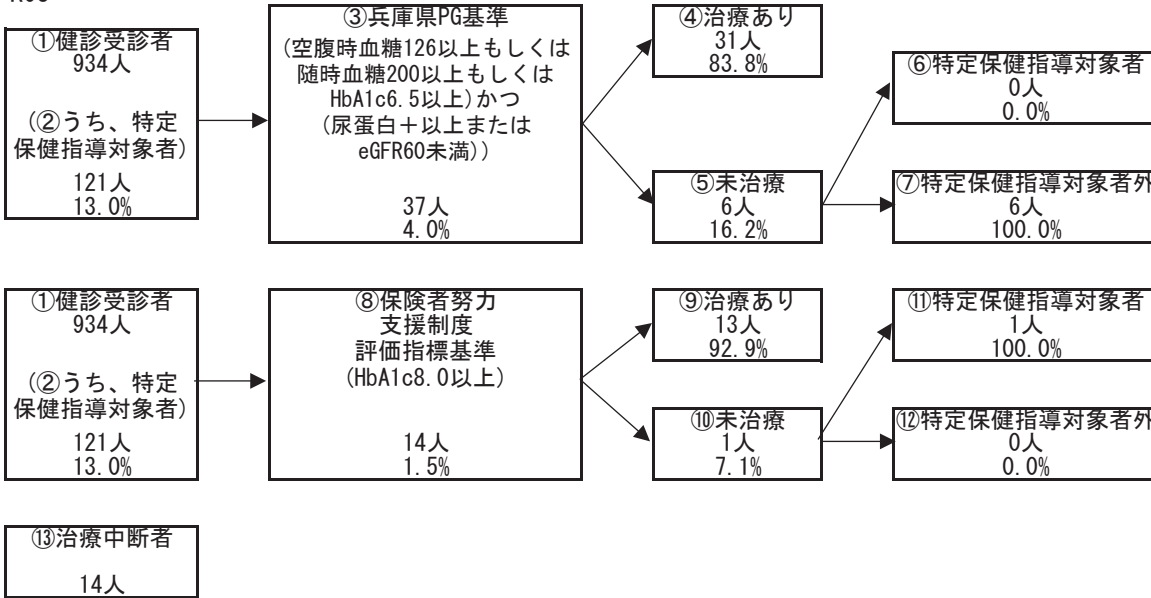 ①健診受診者
934人
(②うち、特定
保健指導対象者)
121人
13.0%
③兵庫県PG基準
(空腹時血糖126以上もしくは
随時血糖200以上もしくは
HbA1c6.5以上)かつ
(尿蛋白＋以上または
eGFR60未満))
37人
4.0%
④治療あり
31人
83.8%
⑤未治療
6人
16.2%
⑥特定保健指導対象者
0人
0.0%
⑦特定保健指導対象者外
6人
100.0%
①健診受診者
934人
(②うち、特定
保健指導対象者)
121人
13.0%
⑧保険者努力
支援制度
評価指標基準
(HbA1c8.0以上)
14人
1.5%
⑨治療あり
13人
92.9%
⑩未治療
1人
7.1%
⑪特定保健指導対象者
1人
100.0%
⑫特定保健指導対象者外
0人
0.0%
⑬治療中断者
14人